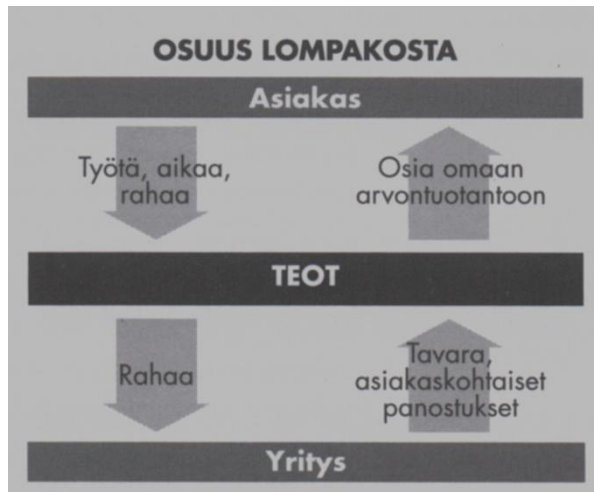 OSUUS LOMPAKOSTA
Asiakas
Työtä, aikaa,
rahaa
Osia omaan
arvontuotantoon
TEOT
Rahaa
Tavara,
asiakaskohtaiset
panostukset
Yritys